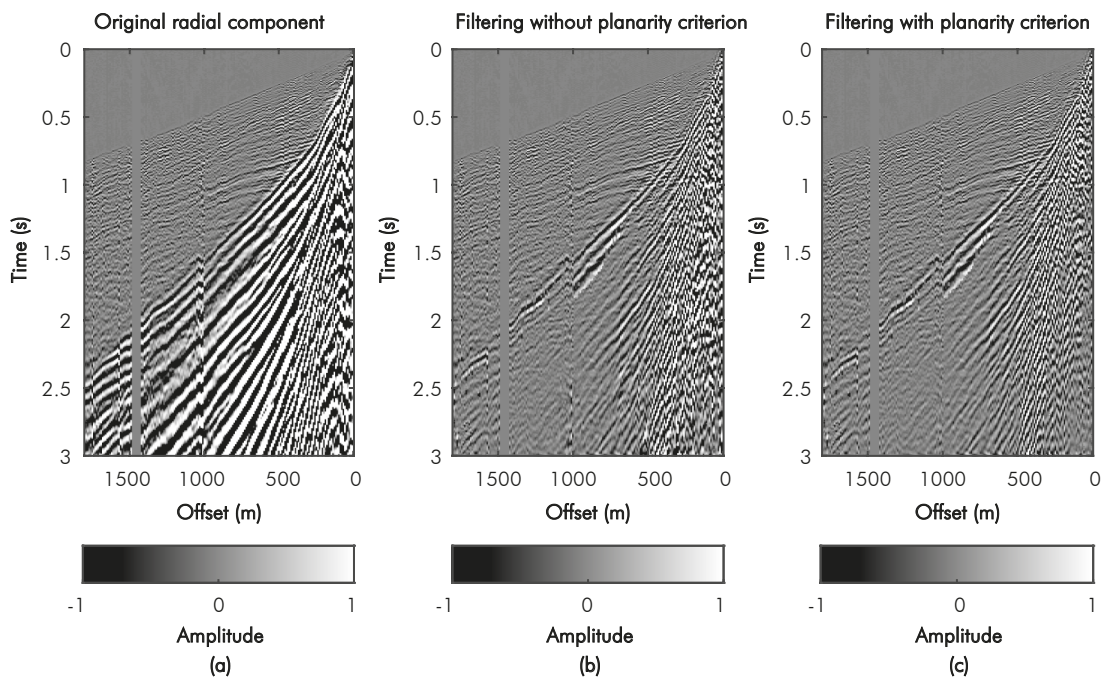 Original radial component
Filtering without planarity criterion
Filtering with planarity criterion
0
0.5
1
1.5
2
2.5
3
Time (s)
1500 1000 500 0
Offset (m)
-1 0 1
Amplitude
(a)
0
0.5
1
1.5
2
2.5
3
Time (s)
1500 1000 500 0
Offset (m)
-1 0 1
Amplitude
(b)
0
0.5
1
1.5
2
2.5
3
Time (s)
1500 1000 500 0
Offset (m)
-1 0 1
Amplitude
(c)